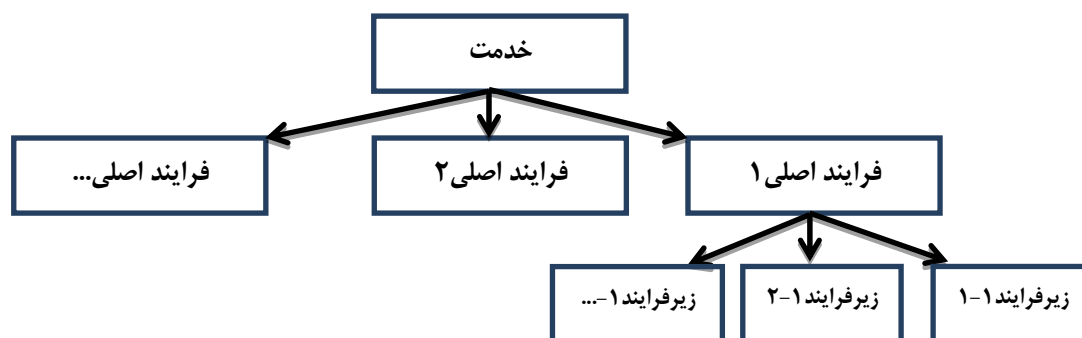 خدمت
فرایند اصلی۱
فرایند اصلی۲
فرایند اصلی...
زیرفرایند۱-۱
زیرفرایند۱-۲
زیرفرایند۱-...